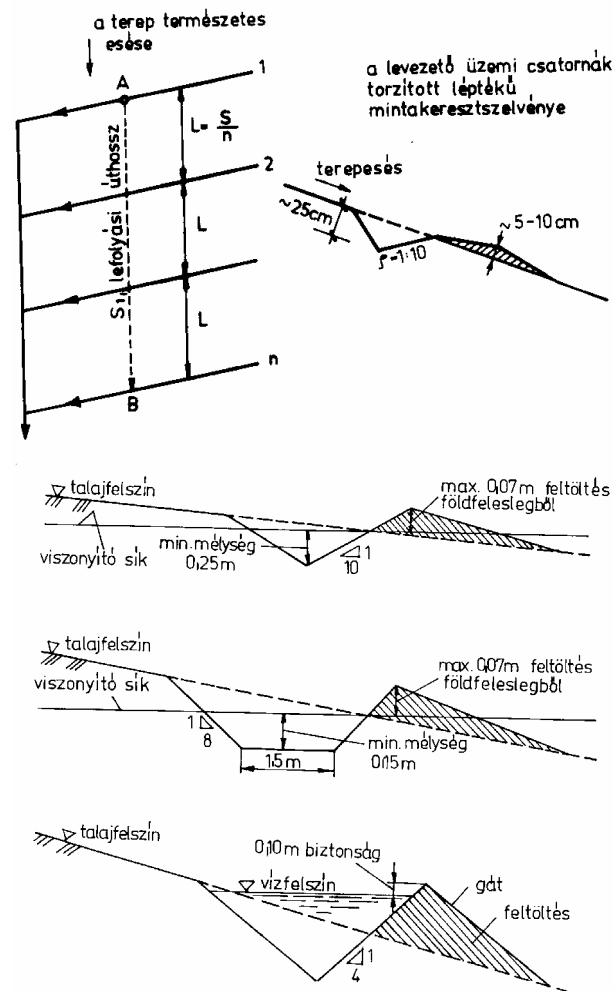 a terep természetes
esése
A
1
L = S/n
2
L
S₁, lefolyási úthossz
L
n
B
a levezető üzemi csatornák
torzított léptékű
mintakeresztszelvénye
terepesés
~25cm
~5-10cm
ρ-1:10
talajfelszín
max. 0,07m feltöltés
földfeleslegből
viszonyító sík
min. mélység
0,25m
1
10
talajfelszín
max. 0,07m feltöltés
földfeleslegből
viszonyító sík
1
8
min. mélység
0,15m
1,5m
talajfelszín
0,10m biztonság
vízfelszín
gát
feltöltés
1
4